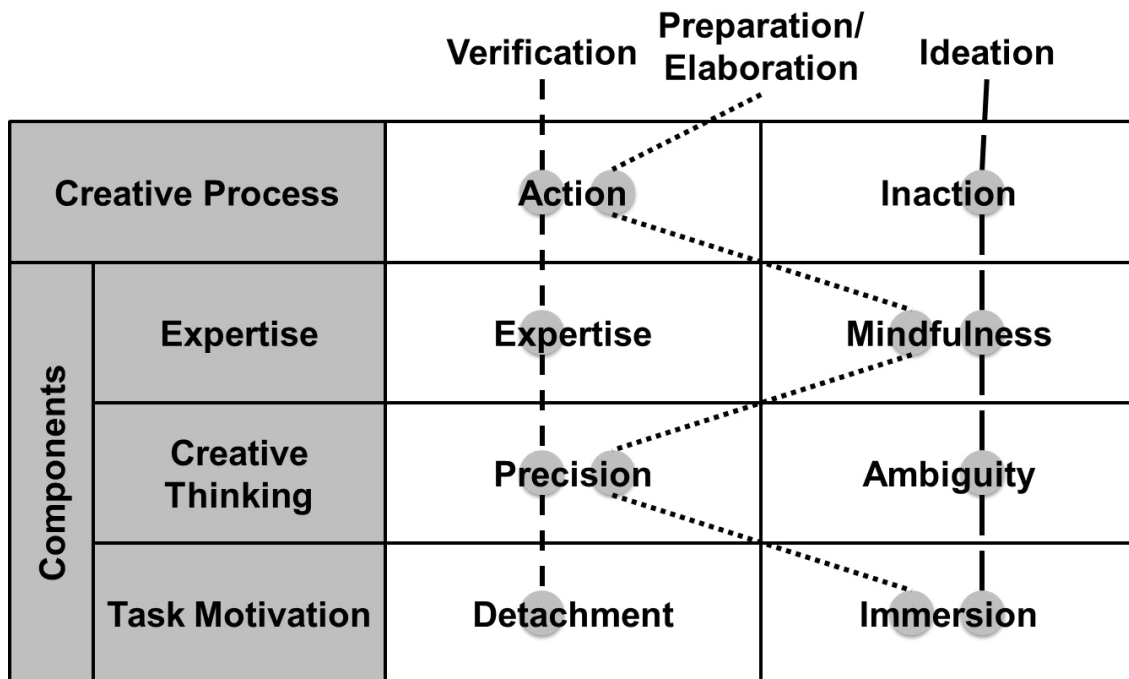 Preparation/
Elaboration
Verification
Ideation
Creative Process
Action
Inaction
Components
Expertise
Expertise
Mindfulness
Creative
Thinking
Precision
Ambiguity
Task Motivation
Detachment
Immersion